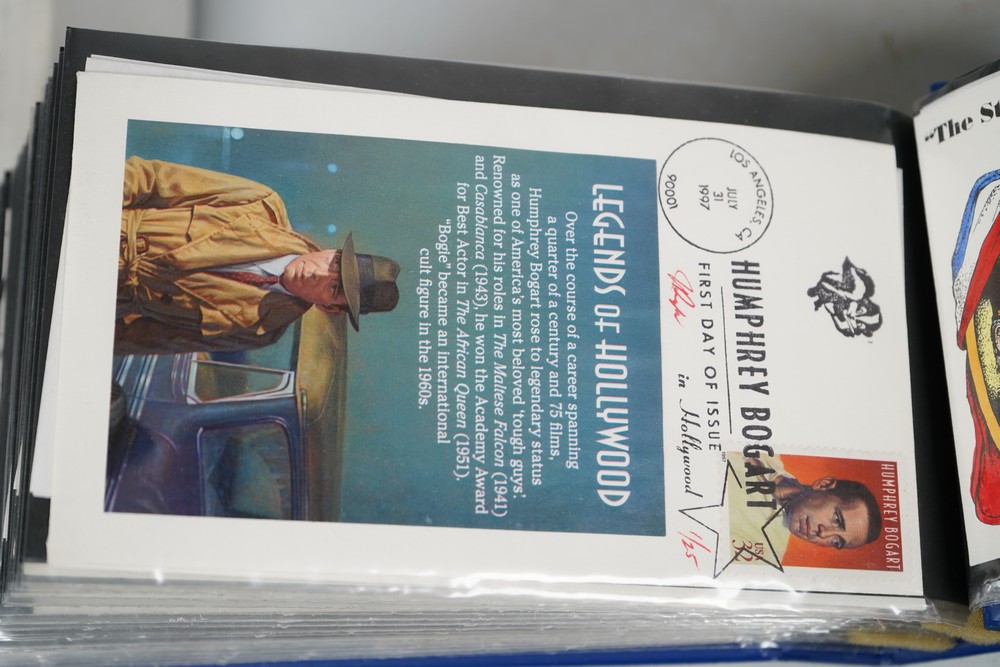 LOS ANGELES, CA
JULY
31
1997
90001
HUMPHREY BOGART
FIRST DAY OF ISSUE
in Hollywood
1/25
HUMPHREY BOGART
USA
32
LEGENDS OF HOLLYWOOD
Over the course of a career spanning
a quarter of a century and 75 films,
Humphrey Bogart rose to legendary status
as one of America's most beloved 'tough guys'.
Renowned for his roles in The Maltese Falcon (1941)
and Casablanca (1943), he won the Academy Award
for Best Actor in The African Queen (1951).
"Bogie" became an international
cult figure in the 1960s.
"The